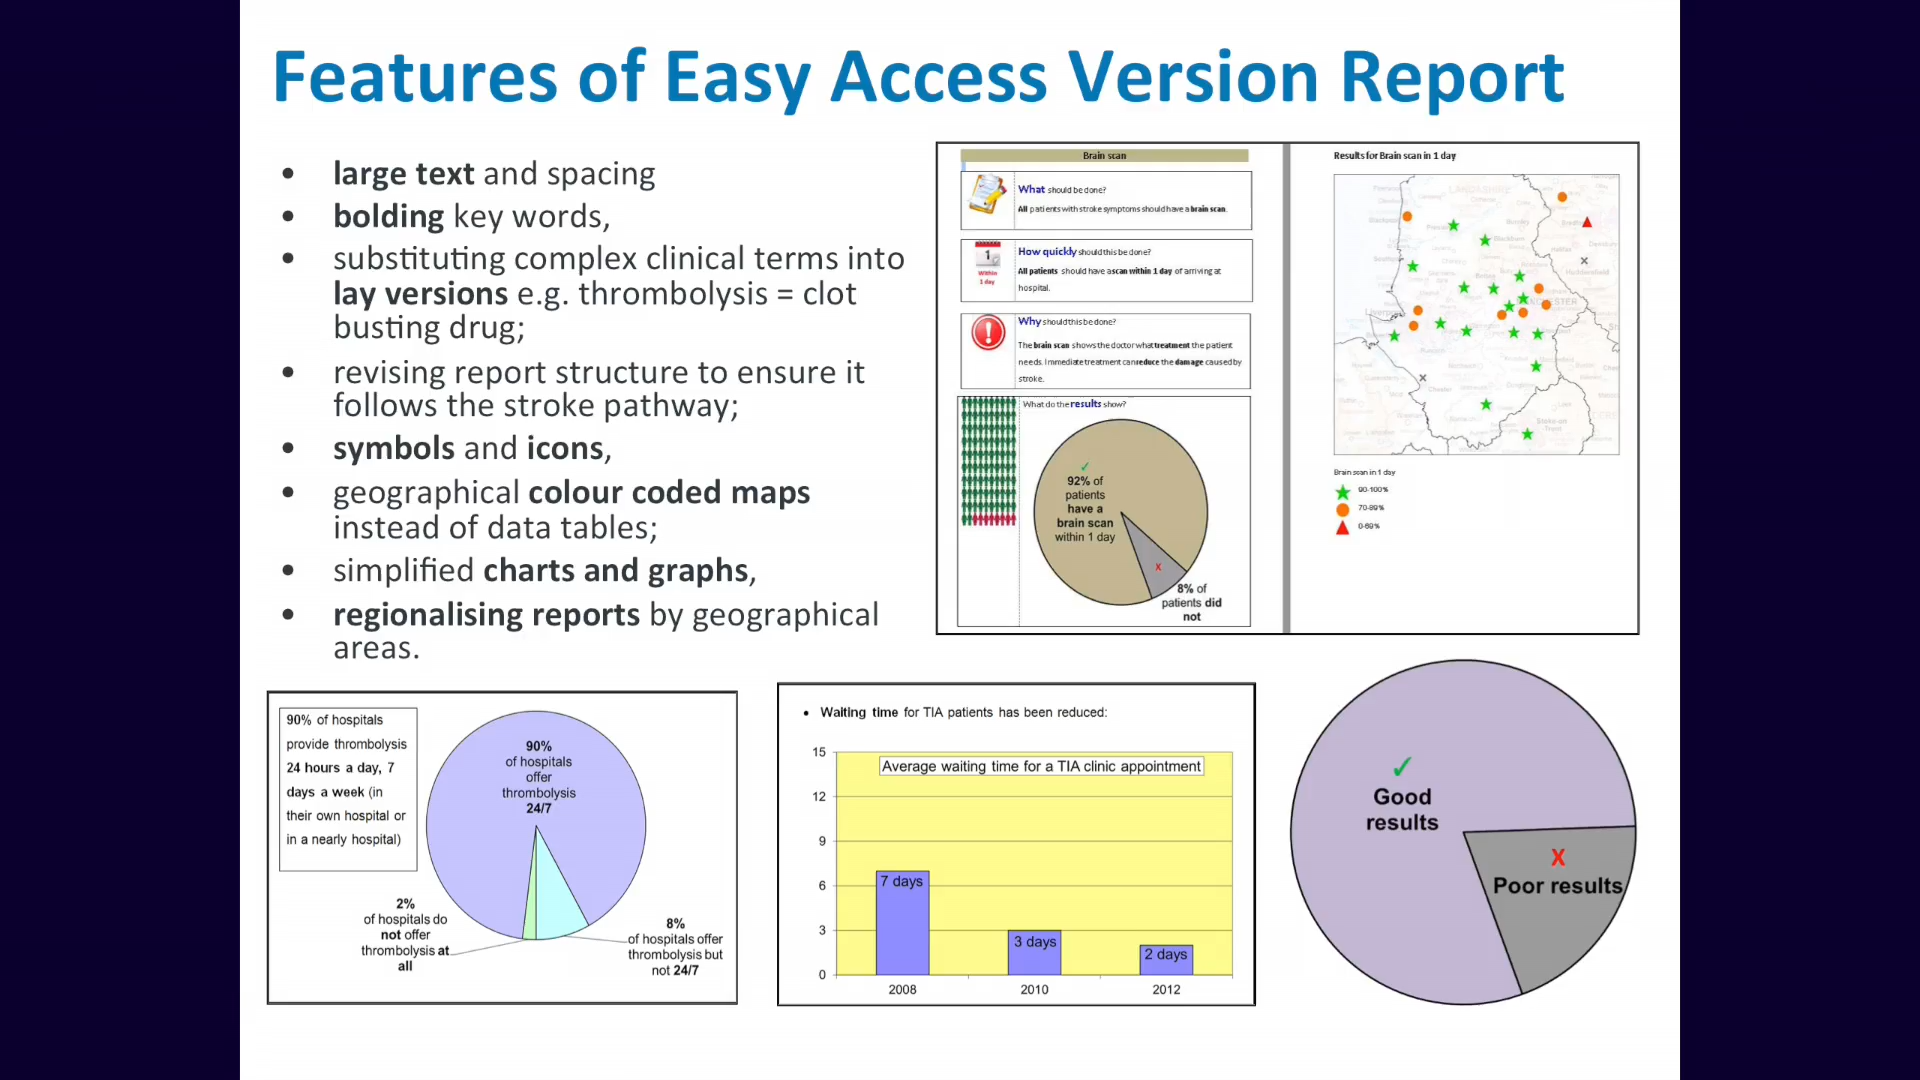 Features of Easy Access Version Report
• large text and spacing
• bolding key words,
• substituting complex clinical terms into
lay versions e.g. thrombolysis = clot
busting drug;
• revising report structure to ensure it
follows the stroke pathway;
• symbols and icons,
• geographical colour coded maps
instead of data tables;
• simplified charts and graphs,
• regionalising reports by geographical
areas.
Brain scan
What should be done?
All patients with stroke symptoms should have a brain scan.
1
Within
1 day
How quickly should this be done?
All patients should have a scan within 1 day of arriving at
hospital.
Why should this be done?
The brain scan shows the doctor what treatment the patient
needs. Immediate treatment can reduce the damage caused by
stroke.
What do the results show?
✓
92% of
patients
have a
brain scan
within 1 day
X
8% of
patients did
not
Results for Brain scan in 1 day
LANCASHIRE
Blackburn
Huddersfield
Chester
Stoke-on
-Trent
Brain scan in 1 day
90-100%
70-89%
0-69%
90% of hospitals
provide thrombolysis
24 hours a day, 7
days a week (in
their own hospital or
in a nearly hospital)
90%
of hospitals
offer
thrombolysis
24/7
2%
of hospitals do
not offer
thrombolysis at
all
8%
of hospitals offer
thrombolysis but
not 24/7
• Waiting time for TIA patients has been reduced:
Average waiting time for a TIA clinic appointment
15
12
9
6
3
0
7 days
3 days
2 days
2008
2010
2012
✓
Good
results
X
Poor results